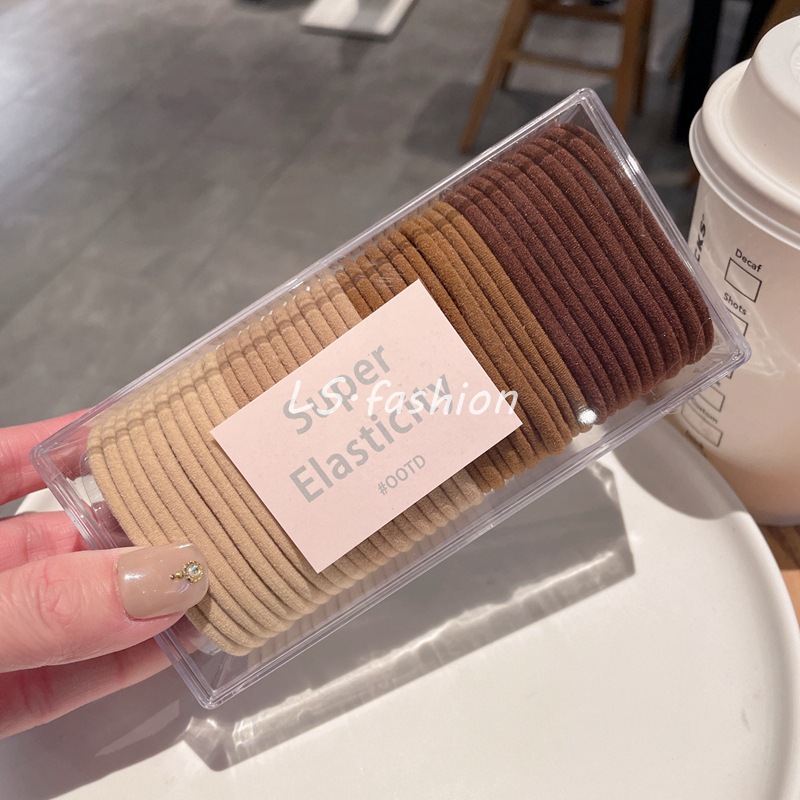 Super
Elasticity
#OOTD
LS·fashion
Decaf
Shots